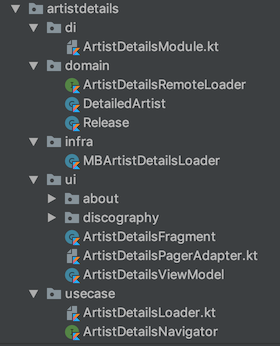 artistdetails
di
ArtistDetailsModule.kt
domain
ArtistDetailsRemoteLoader
DetailedArtist
Release
infra
MBArtistDetailsLoader
ui
about
discography
ArtistDetailsFragment
ArtistDetailsPagerAdapter.kt
ArtistDetailsViewModel
usecase
ArtistDetailsLoader.kt
ArtistDetailsNavigator